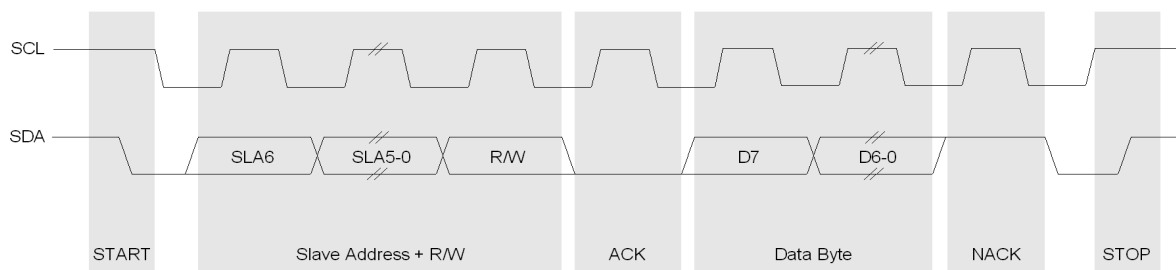 SCL
SDA
SLA6 SLA5-0 R/W D7 D6-0
START Slave Address + R/W ACK Data Byte NACK STOP